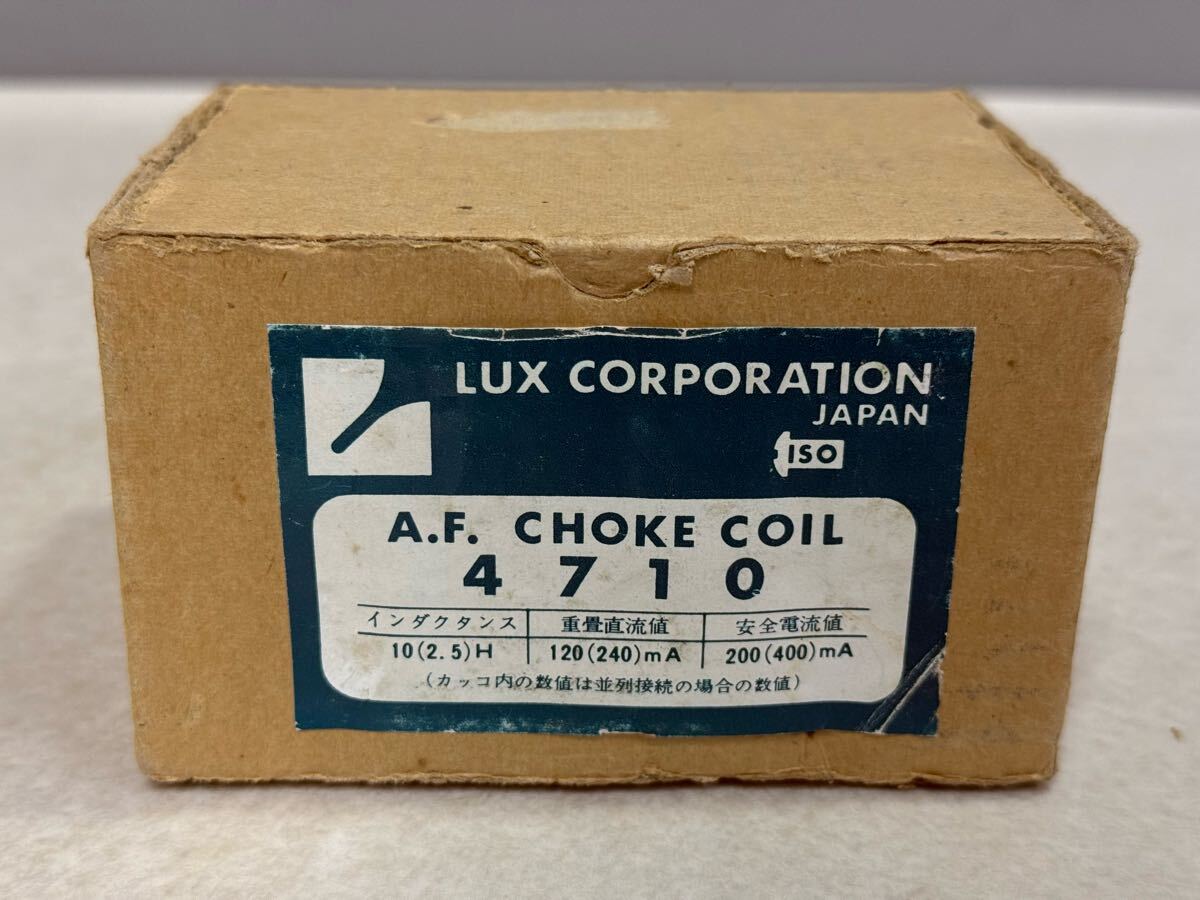 LUX CORPORATION
JAPAN
ISO
A.F. CHOKE COIL
4710
インダクタンス 重畳直流値 安全電流値
10(2.5)H 120(240)mA 200(400)mA
(カッコ内の数値は並列接続の場合の数値)